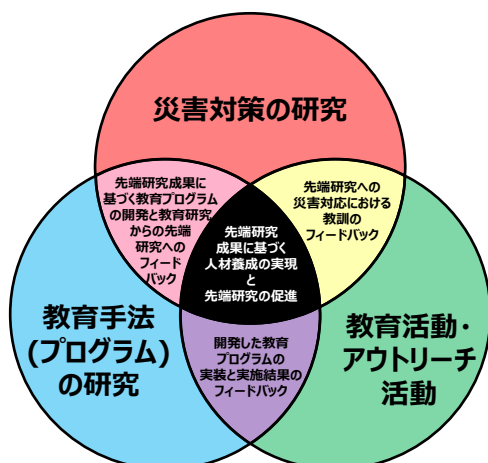 災害対策の研究
先端研究成果に
基づく教育プログラム
の開発と教育研究
からの先端
研究への
フィード
バック
先端研究への
災害対応における
教訓の
フィードバック
先端研究
成果に基づく
人材養成の実現
と
先端研究の促進
教育手法
(プログラム)
の研究
開発した教育
プログラムの
実装と実施結果の
フィードバック
教育活動・
アウトリーチ
活動